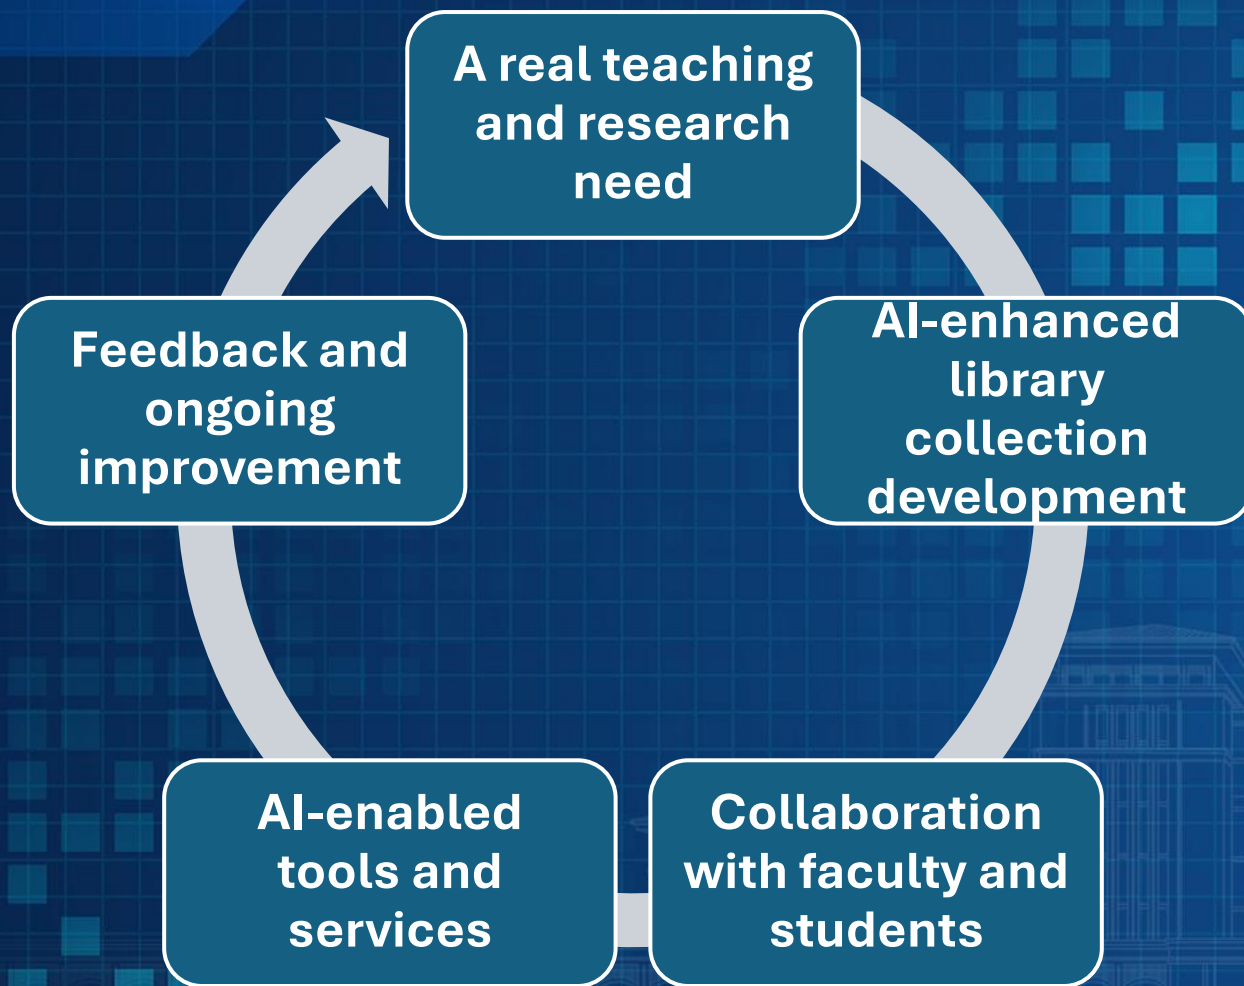 A real teaching
and research
need
AI-enhanced
library
collection
development
Collaboration
with faculty and
students
AI-enabled
tools and
services
Feedback and
ongoing
improvement